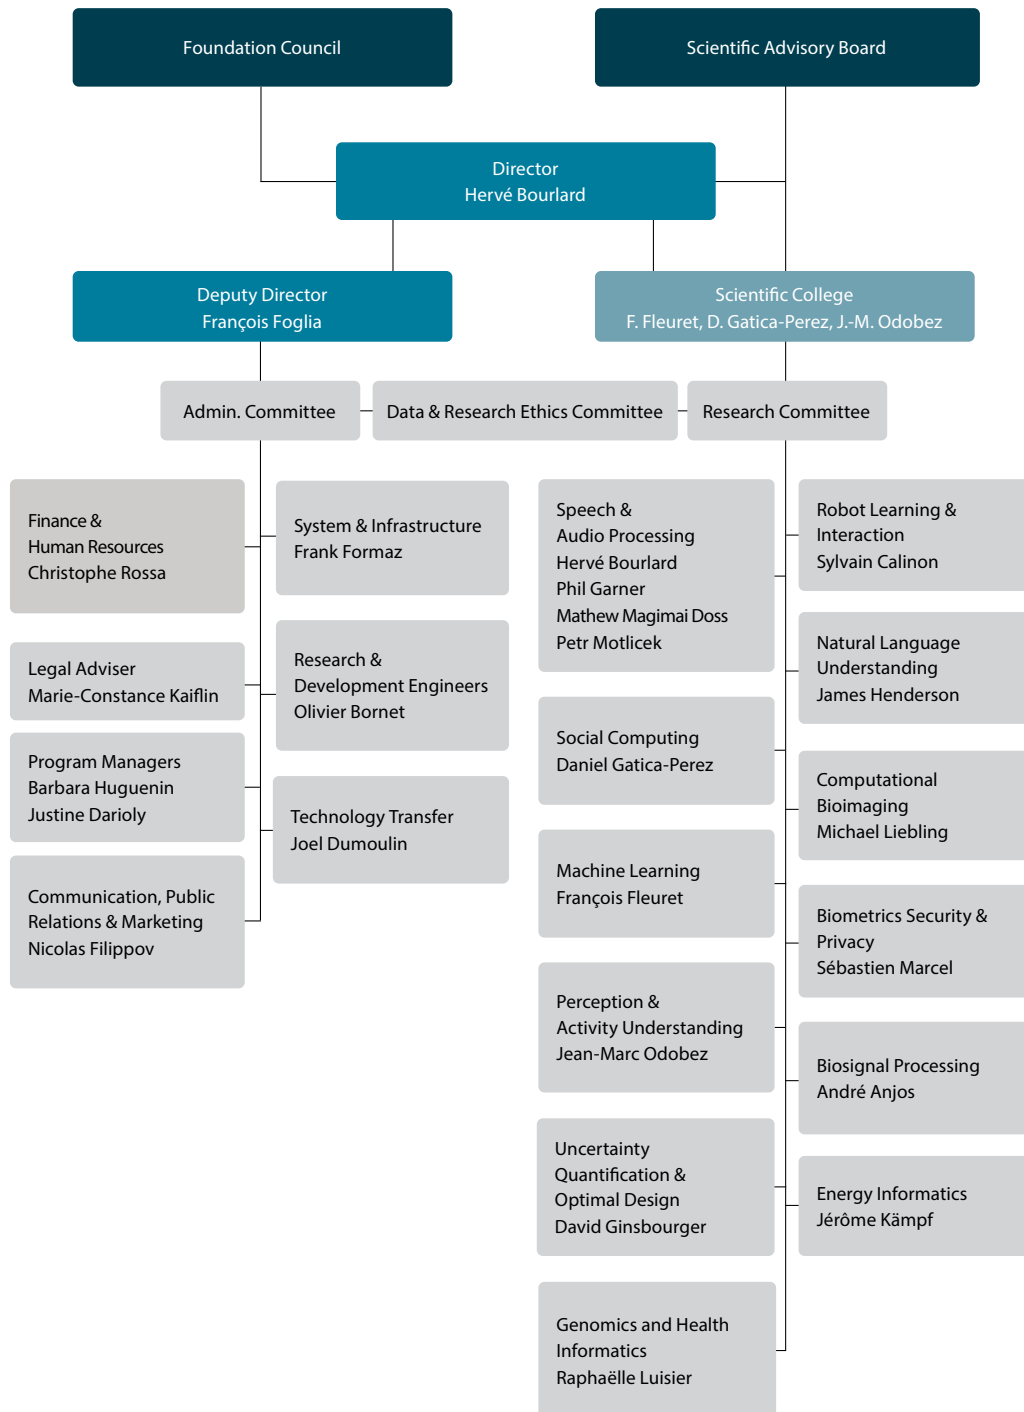 Foundation Council
Scientific Advisory Board
Director
Hervé Bourlard
Deputy Director
François Foglia
Scientific College
F. Fleuret, D. Gatica-Perez, J.-M. Odobez
Admin. Committee
Data & Research Ethics Committee
Research Committee
Finance &
Human Resources
Christophe Rossa
System & Infrastructure
Frank Formaz
Legal Adviser
Marie-Constance Kaiflin
Research &
Development Engineers
Olivier Bornet
Program Managers
Barbara Huguenin
Justine Darioly
Technology Transfer
Joel Dumoulin
Communication, Public
Relations & Marketing
Nicolas Filippov
Speech &
Audio Processing
Hervé Bourlard
Phil Garner
Mathew Magimai Doss
Petr Motlicek
Robot Learning &
Interaction
Sylvain Calinon
Natural Language
Understanding
James Henderson
Social Computing
Daniel Gatica-Perez
Computational
Bioimaging
Michael Liebling
Machine Learning
François Fleuret
Biometrics Security &
Privacy
Sébastien Marcel
Perception &
Activity Understanding
Jean-Marc Odobez
Biosignal Processing
André Anjos
Uncertainty
Quantification &
Optimal Design
David Ginsbourger
Energy Informatics
Jérôme Kämpf
Genomics and Health
Informatics
Raphaëlle Luisier